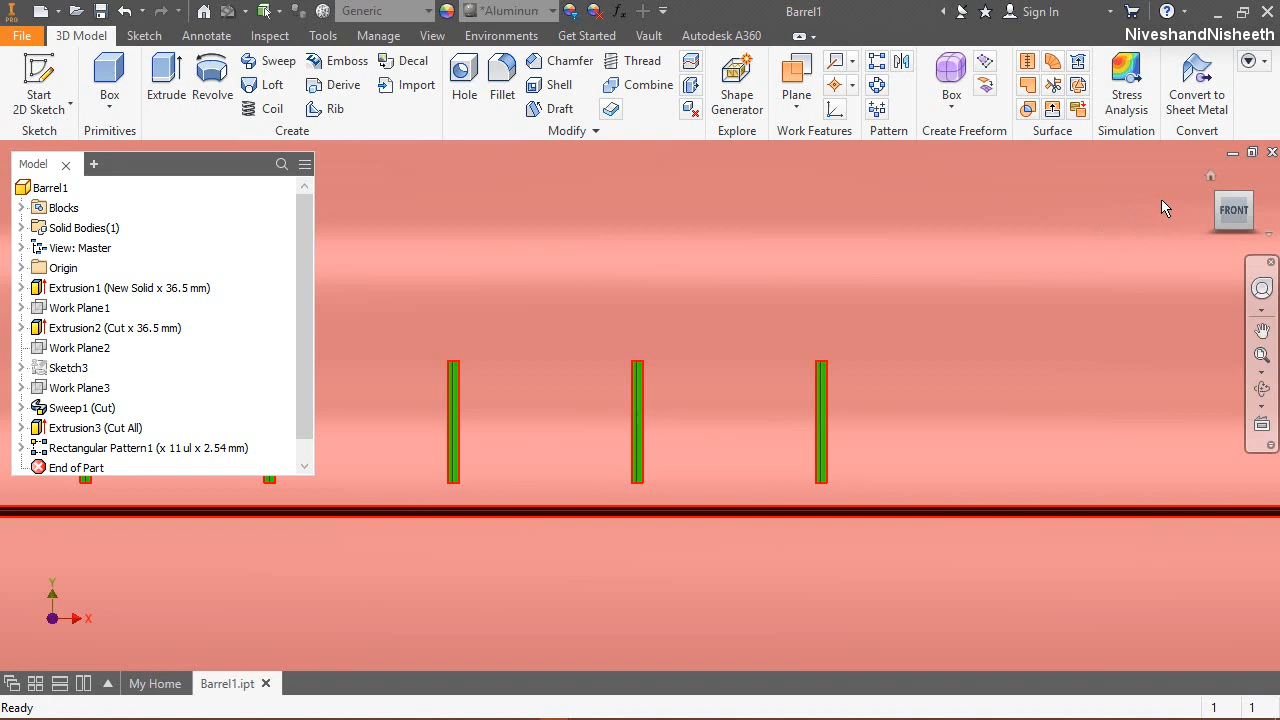 PRO
Generic
*Aluminum
fx
Barrel1
Sign In
NiveshandNisheeth
File
3D Model
Sketch
Annotate
Inspect
Tools
Manage
View
Environments
Get Started
Vault
Autodesk A360
Start
2D Sketch
Box
Extrude
Revolve
Sweep
Emboss
Decal
Loft
Derive
Import
Coil
Rib
Hole
Fillet
Chamfer
Thread
Shell
Combine
Draft
Shape
Generator
Plane
Box
Stress
Analysis
Convert to
Sheet Metal
Sketch
Primitives
Create
Modify
Explore
Work Features
Pattern
Create Freeform
Surface
Simulation
Convert
Model
Barrel1
Blocks
Solid Bodies(1)
View: Master
Origin
Extrusion1 (New Solid x 36.5 mm)
Work Plane1
Extrusion2 (Cut x 36.5 mm)
Work Plane2
Sketch3
Work Plane3
Sweep1 (Cut)
Extrusion3 (Cut All)
Rectangular Pattern1 (x 11 ul x 2.54 mm)
End of Part
FRONT
Y
X
My Home
Barrel1.ipt
Ready
1
1